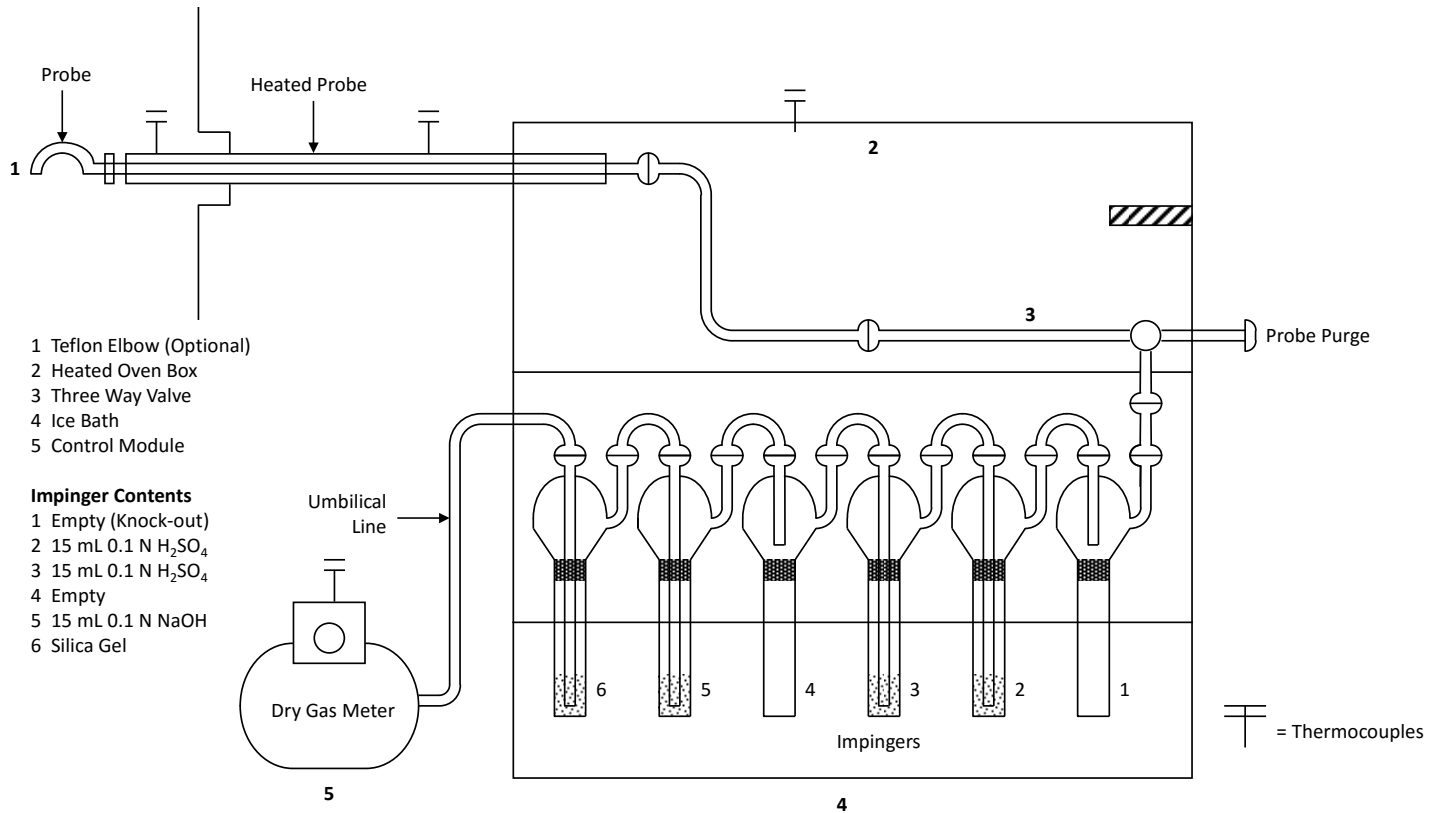 Probe
Heated Probe
1
2
3
Probe Purge
1 Teflon Elbow (Optional)
2 Heated Oven Box
3 Three Way Valve
4 Ice Bath
5 Control Module
Impinger Contents
1 Empty (Knock-out)
2 15 mL 0.1 N H₂SO₄
3 15 mL 0.1 N H₂SO₄
4 Empty
5 15 mL 0.1 N NaOH
6 Silica Gel
Umbilical
Line
Dry Gas Meter
5
6 5 4 3 2 1
Impingers
4
= Thermocouples